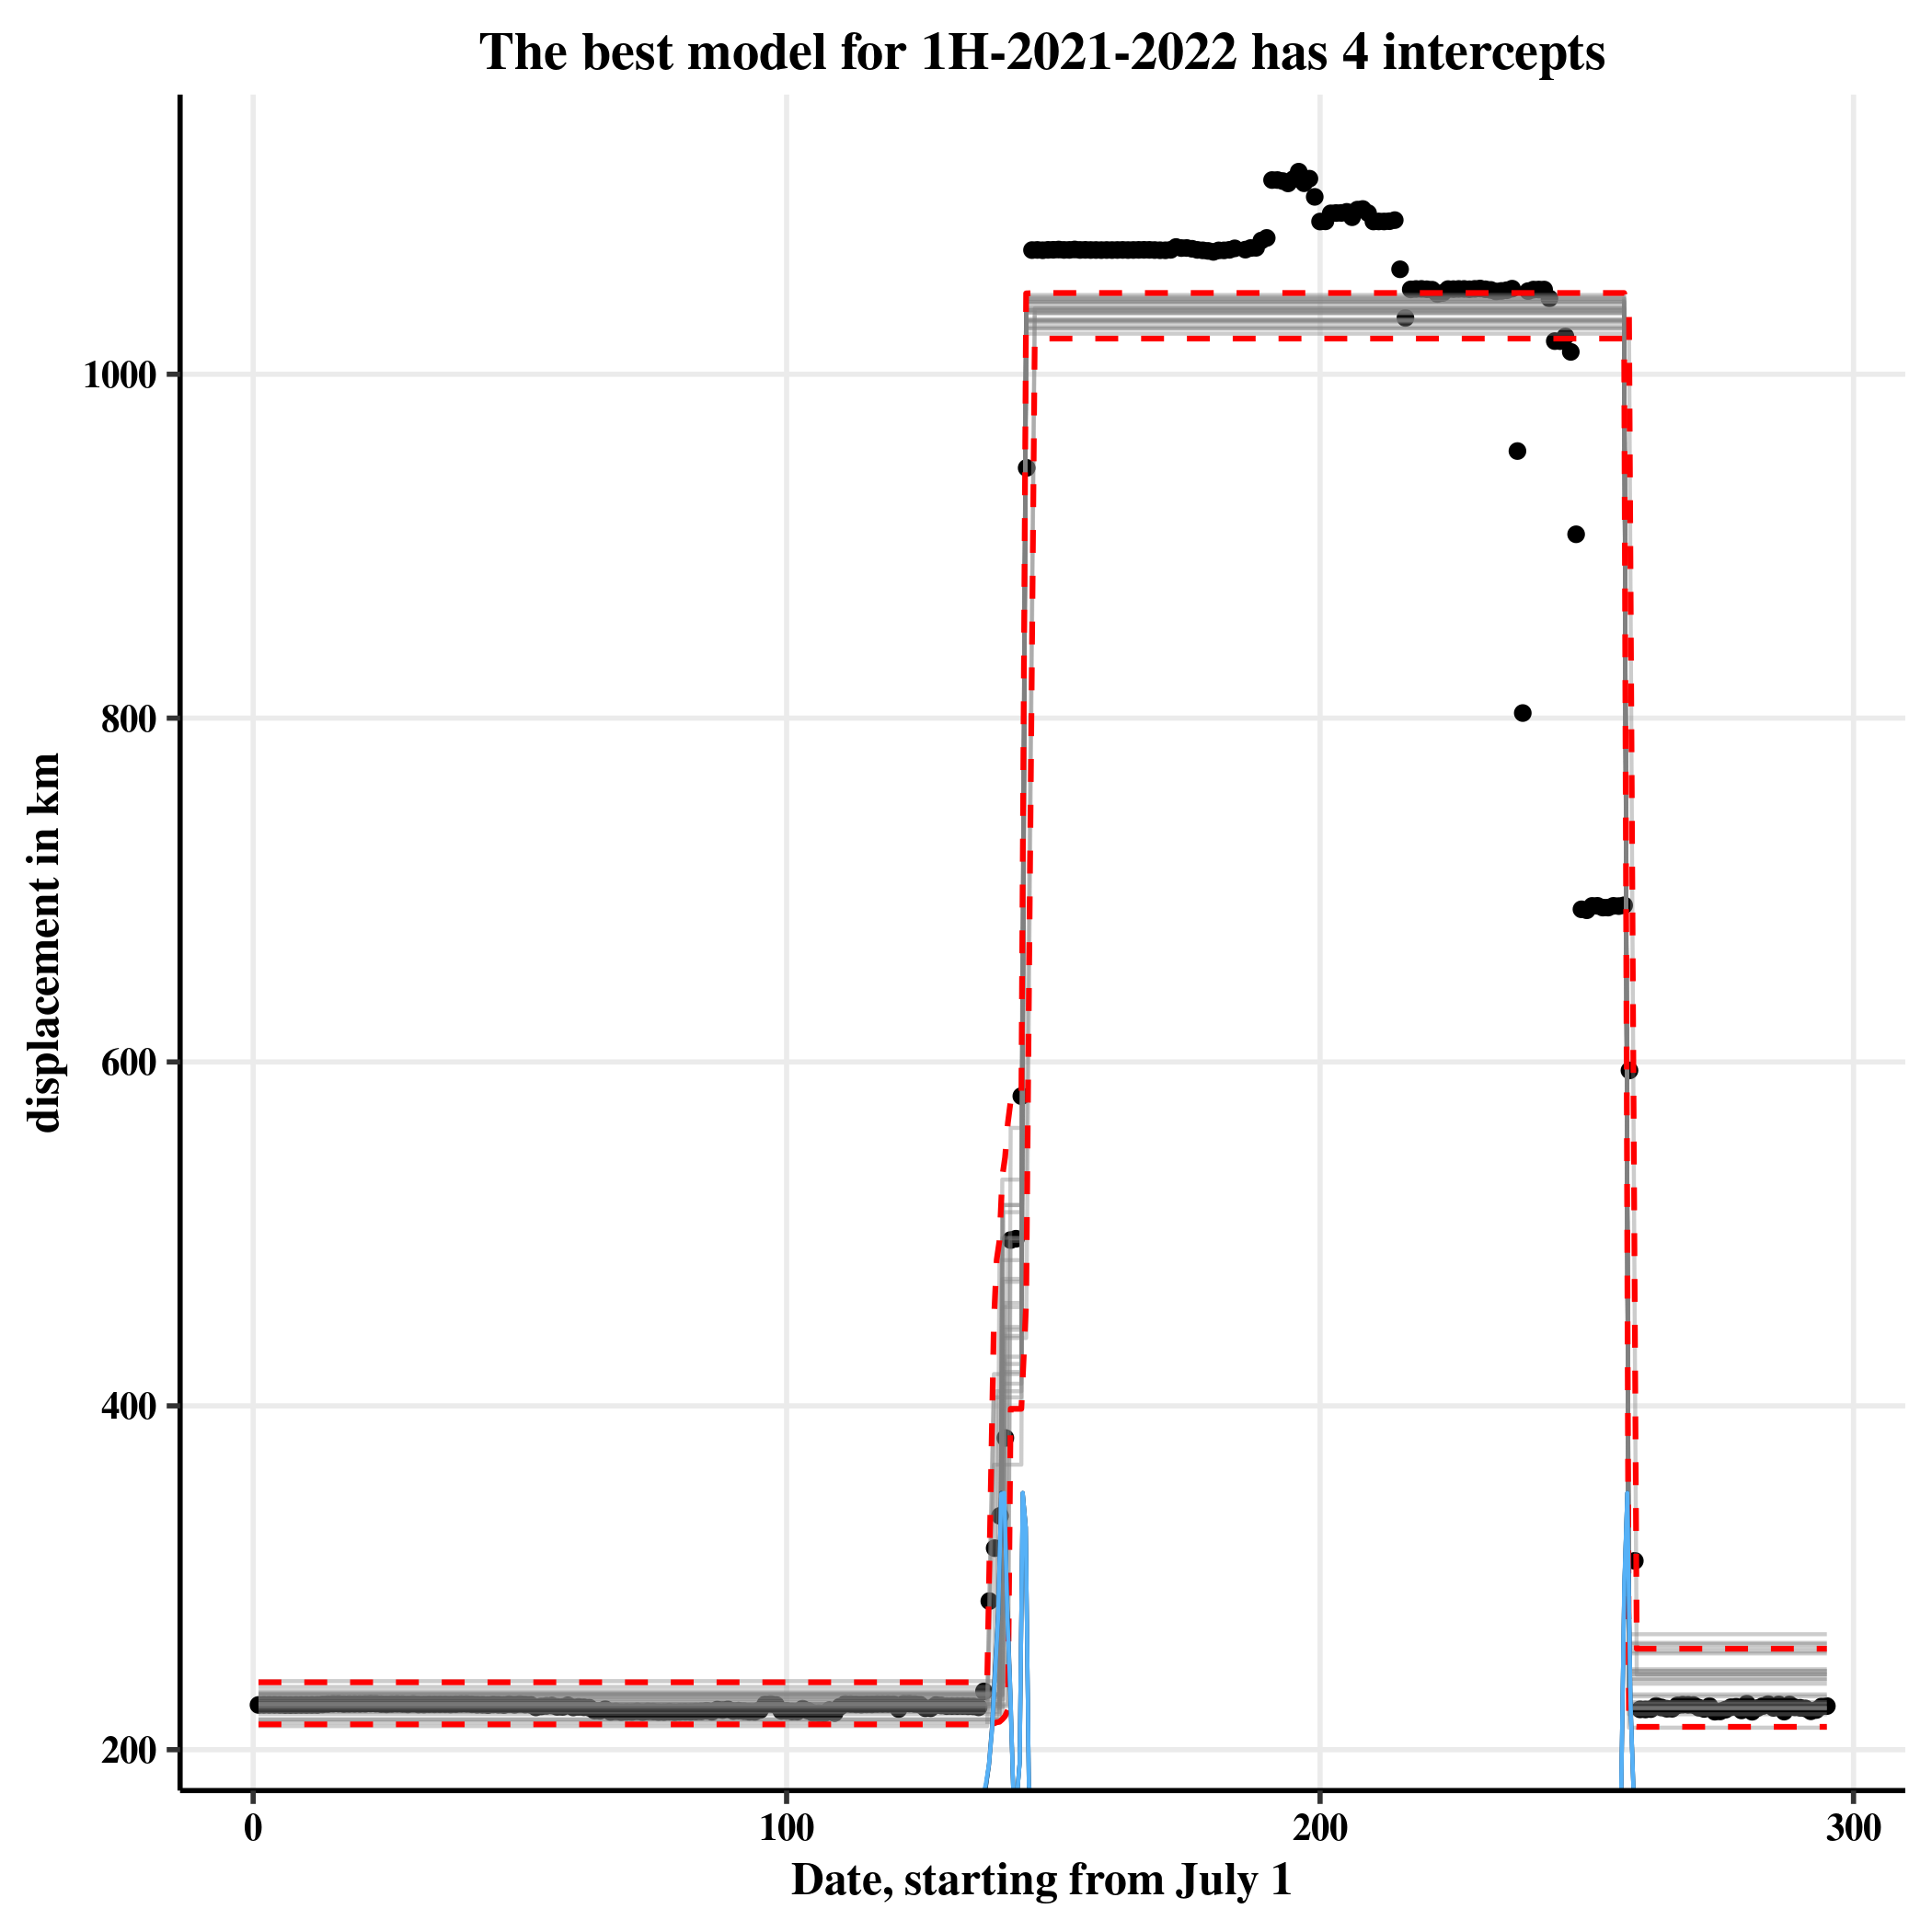 The best model for 1H-2021-2022 has 4 intercepts
displacement in km
1000
800
600
400
200
0 100 200 300
Date, starting from July 1